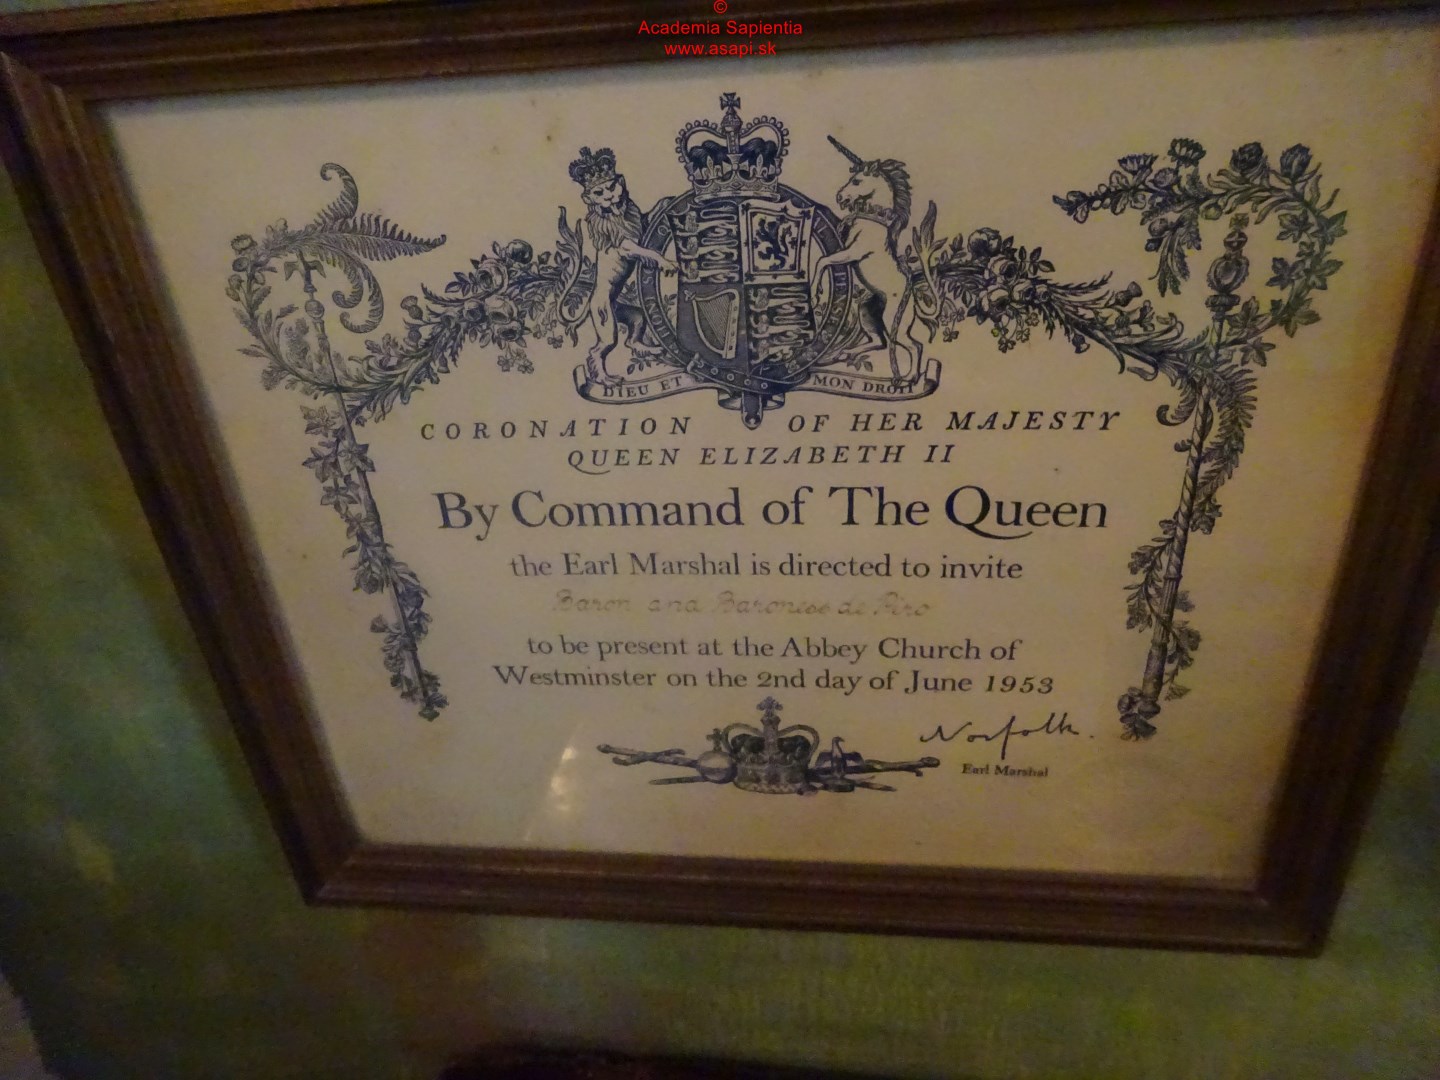 ©
Academia Sapientia
www.asapi.sk
DIEU ET MON DROIT
CORONATION OF HER MAJESTY
QUEEN ELIZABETH II
By Command of The Queen
the Earl Marshal is directed to invite
Baron and Baroness de Piro
to be present at the Abbey Church of
Westminster on the 2nd day of June 1953
Norfolk.
Earl Marshal